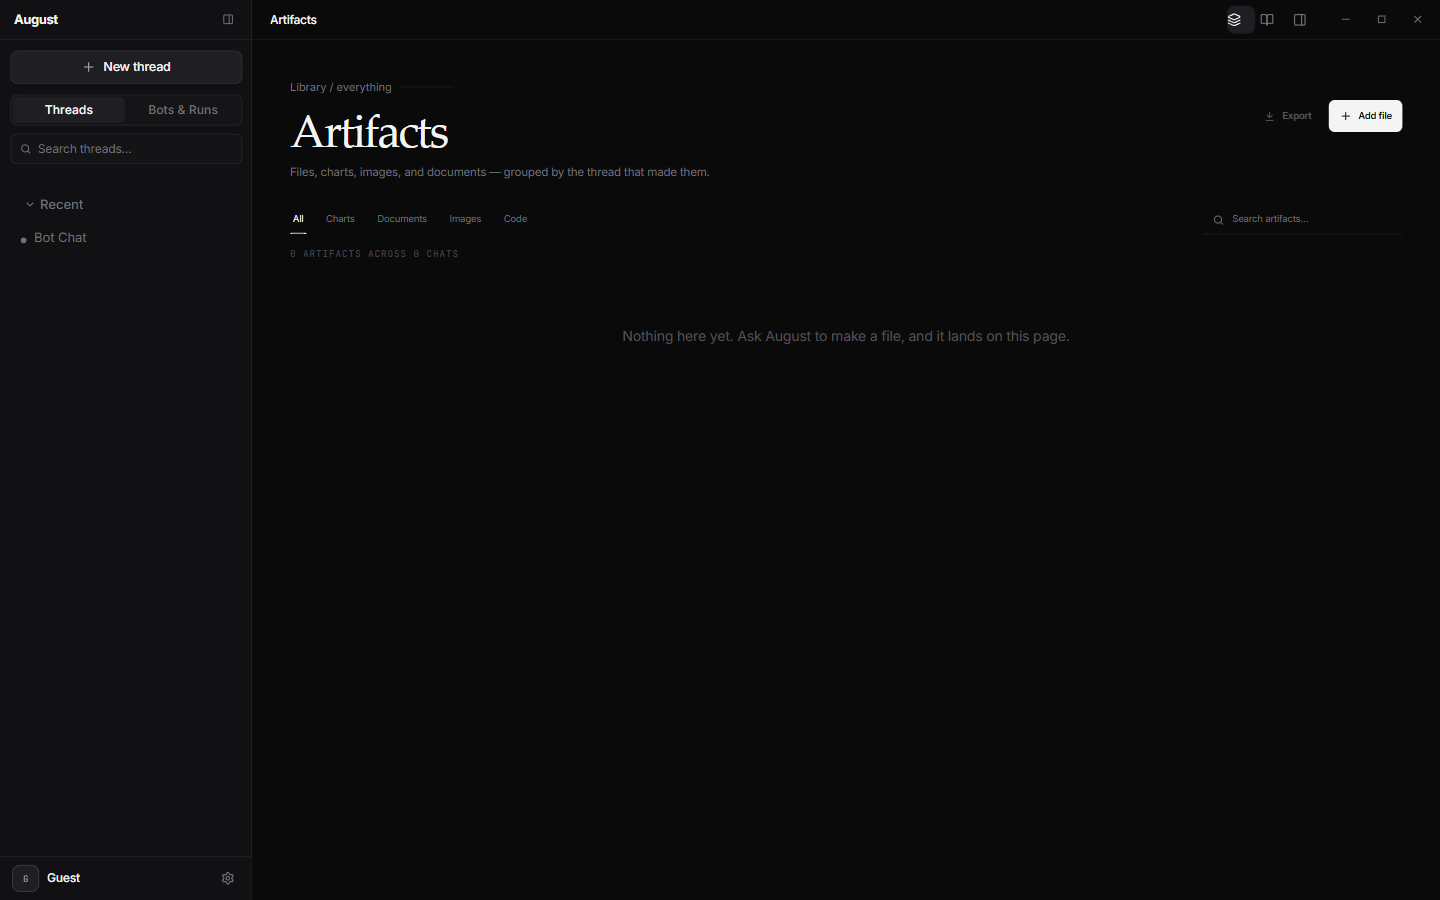 August
Artifacts
New thread
Threads
Bots & Runs
Search threads...
Recent
Bot Chat
Library / everything
Artifacts
Files, charts, images, and documents — grouped by the thread that made them.
Export
Add file
All
Charts
Documents
Images
Code
Search artifacts...
0 ARTIFACTS ACROSS 0 CHATS
Nothing here yet. Ask August to make a file, and it lands on this page.
G
Guest